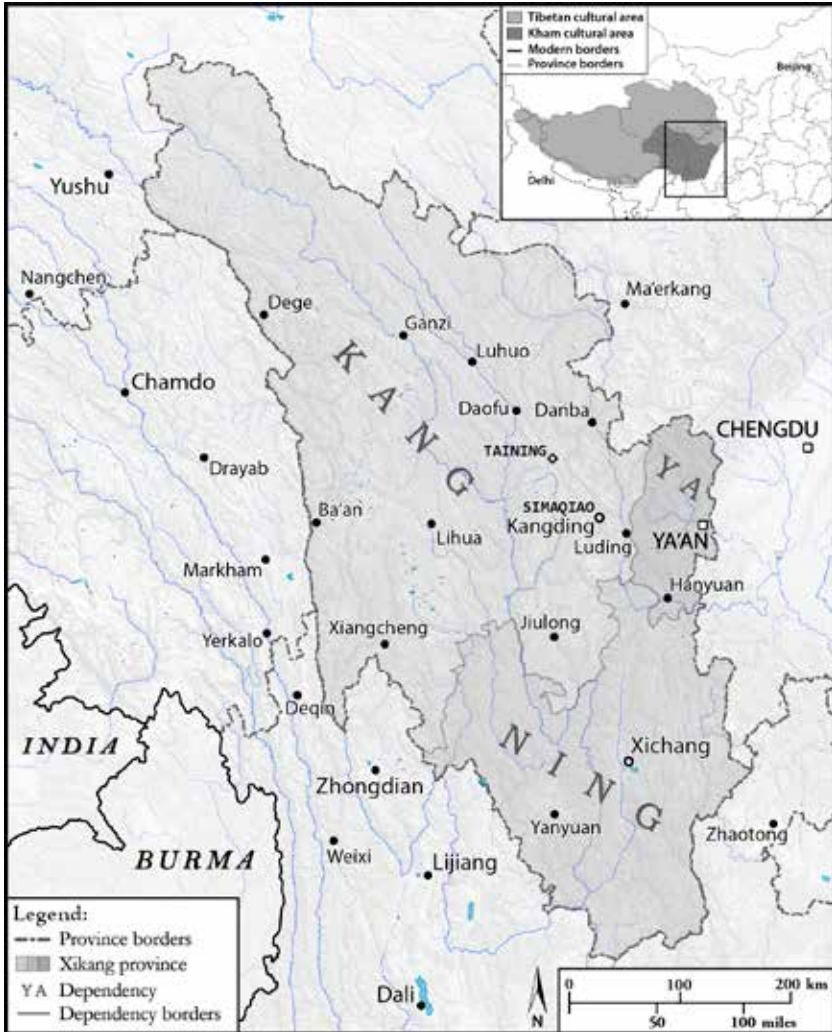 Tibetan cultural area
Kham cultural area
Modern borders
Province borders
Beijing
Delhi
Yushu
Nangchen
Dege
Ma'erkang
Ganzi
Luhuo
Chamdo
KANG
Daofu
Danba
CHENGDU
TAINING
YA
Drayab
SIMAQIAO
Ba'an
Kangding
Lihua
Luding
YA'AN
Markham
Hanyuan
Yerkalo
Xiangcheng
Jiulong
Deqin
INDIA
NING
Xichang
Zhongdian
Yanyuan
Zhaotong
BURMA
Weixi
Lijiang
Legend:
Province borders
Xikang province
YA Dependency
Dependency borders
Dali
N
0 100 200 km
50 100 miles